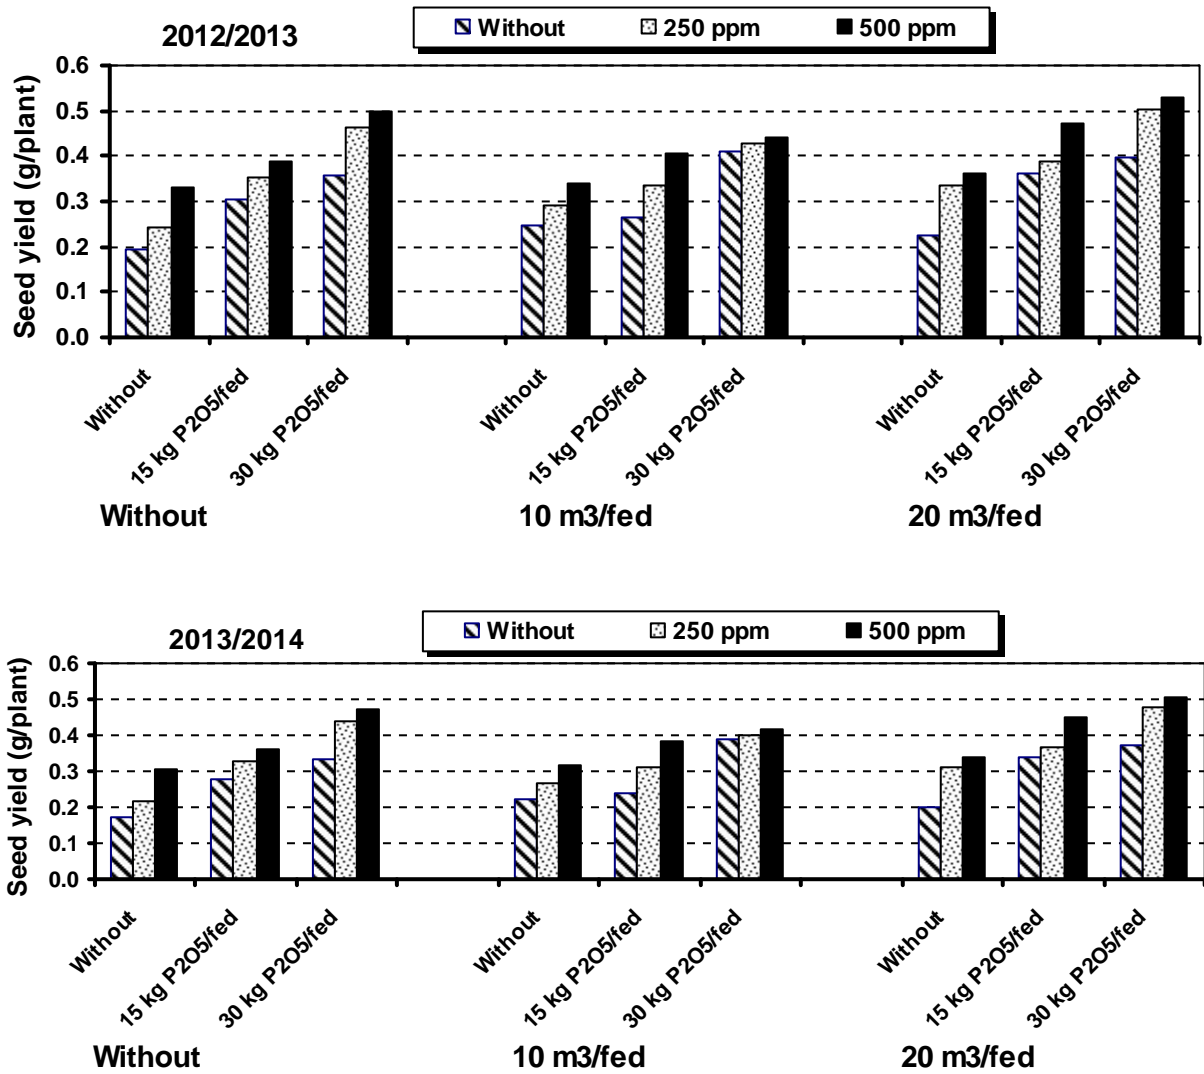 2012/2013
Without 250 ppm 500 ppm
Seed yield (g/plant)
0.6
0.5
0.4
0.3
0.2
0.1
0.0
Without 15 kg P2O5/fed 30 kg P2O5/fed Without 15 kg P2O5/fed 30 kg P2O5/fed Without 15 kg P2O5/fed 30 kg P2O5/fed
Without 10 m3/fed 20 m3/fed
2013/2014
Without 250 ppm 500 ppm
Seed yield (g/plant)
0.6
0.5
0.4
0.3
0.2
0.1
0.0
Without 15 kg P2O5/fed 30 kg P2O5/fed Without 15 kg P2O5/fed 30 kg P2O5/fed Without 15 kg P2O5/fed 30 kg P2O5/fed
Without 10 m3/fed 20 m3/fed